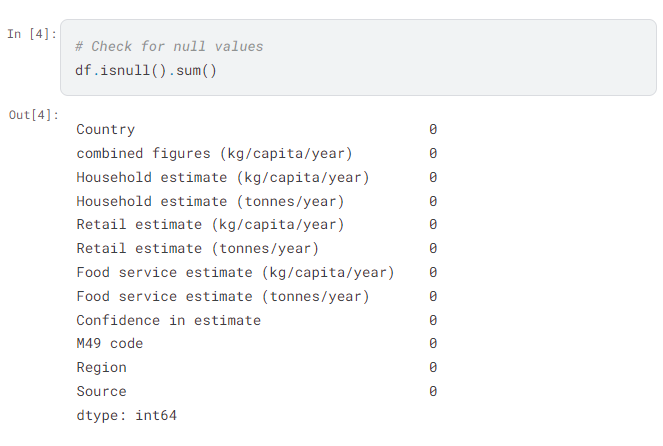 In [4]:
# Check for null values
df.isnull().sum()
Out[4]:
Country 0
combined figures (kg/capita/year) 0
Household estimate (kg/capita/year) 0
Household estimate (tonnes/year) 0
Retail estimate (kg/capita/year) 0
Retail estimate (tonnes/year) 0
Food service estimate (kg/capita/year) 0
Food service estimate (tonnes/year) 0
Confidence in estimate 0
M49 code 0
Region 0
Source 0
dtype: int64